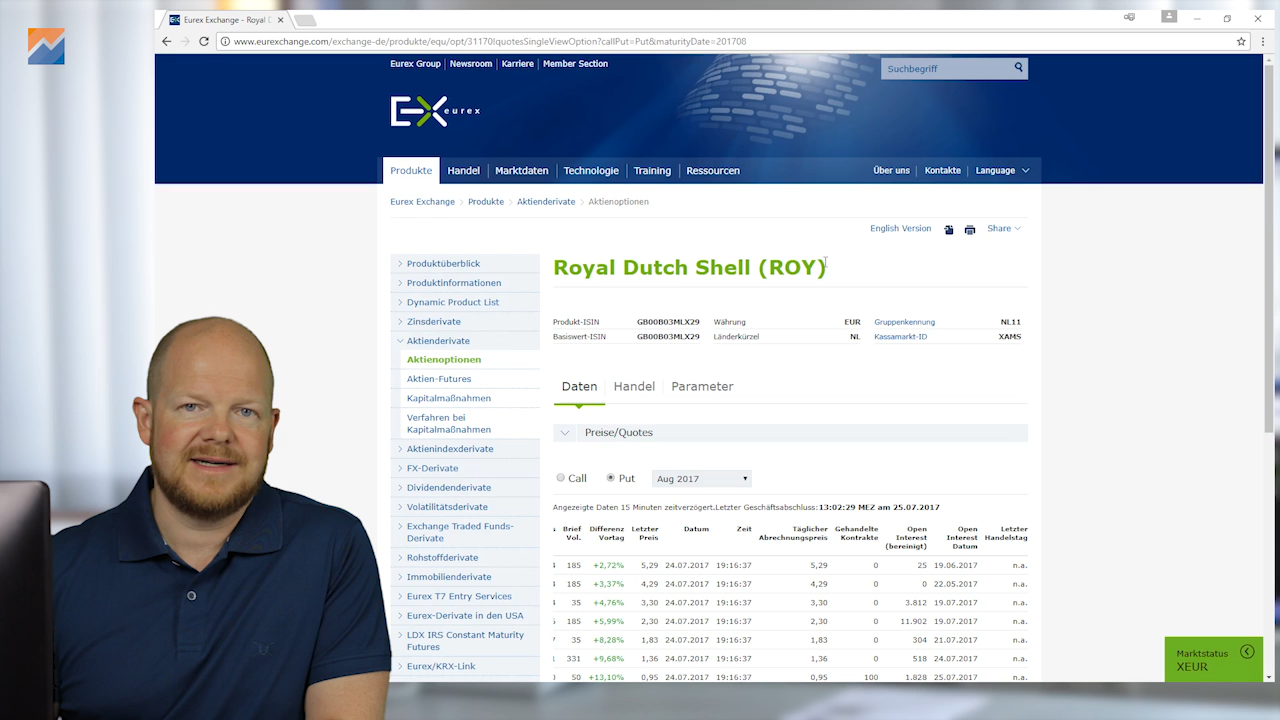 Eurex Exchange - Royal D
www.eurexchange.com/exchange-de/produkte/equ/opt/31170!quotesSingleViewOption?callPut=Put&maturityDate=201708
Eurex Group Newsroom Karriere Member Section
Suchbegriff
EX eurex
Produkte Handel Marktdaten Technologie Training Ressourcen Über uns Kontakte Language
Eurex Exchange Produkte Aktienderivate Aktienoptionen
English Version Share
Produktüberblick
Produktinformationen
Dynamic Product List
Zinsderivate
Aktienderivate
Aktienoptionen
Aktien-Futures
Kapitalmaßnahmen
Verfahren bei
Kapitalmaßnahmen
Aktienindexderivate
FX-Derivate
Dividendenderivate
Volatilitätsderivate
Exchange Traded Funds-
Derivate
Rohstoffderivate
Immobilienderivate
Eurex T7 Entry Services
Eurex-Derivate in den USA
LDX IRS Constant Maturity
Futures
Eurex/KRX-Link
Royal Dutch Shell (ROY)
Produkt-ISIN GB00B03MLX29 Währung EUR Gruppenkennung NL11
Basiswert-ISIN GB00B03MLX29 Länderkürzel NL Kassamarkt-ID XAMS
Daten Handel Parameter
Preise/Quotes
Call Put Aug 2017
Angezeigte Daten 15 Minuten zeitverzögert.Letzter Geschäftsabschluss:13:02:29 MEZ am 25.07.2017
Brief Differenz Letzter Datum Zeit Täglicher Gehandelte Open Open Letzter
Vol. Vortag Preis Abrechnungspreis Kontrakte Interest Interest Handelstag
(bereinigt) Datum
185 +2,72% 5,29 24.07.2017 19:16:37 5,29 0 25 19.06.2017 n.a.
185 +3,37% 4,29 24.07.2017 19:16:37 4,29 0 0 22.05.2017 n.a.
35 +4,76% 3,30 24.07.2017 19:16:37 3,30 0 3.812 19.07.2017 n.a.
185 +5,99% 2,30 24.07.2017 19:16:37 2,30 0 11.902 19.07.2017 n.a.
35 +8,28% 1,83 24.07.2017 19:16:37 1,83 0 304 21.07.2017 n.a.
331 +9,68% 1,36 24.07.2017 19:16:37 1,36 0 518 24.07.2017 n.a.
50 +13,10% 0,95 24.07.2017 19:16:37 0,95 100 1.828 25.07.2017 n.a.
Marktstatus
XEUR